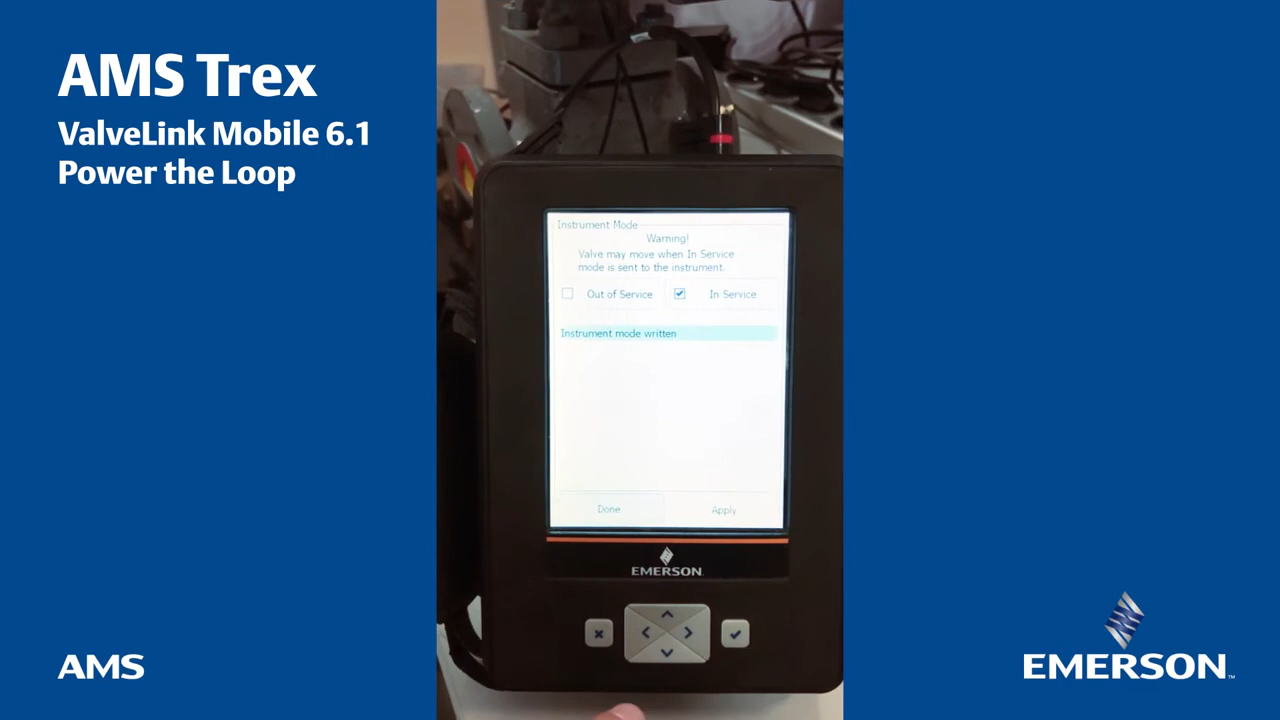 AMS Trex
ValveLink Mobile 6.1
Power the Loop
Instrument Mode
Warning!
Valve may move when In Service
mode is sent to the instrument.
Out of Service
In Service
Instrument mode written
Done
Apply
EMERSON
AMS
EMERSON™